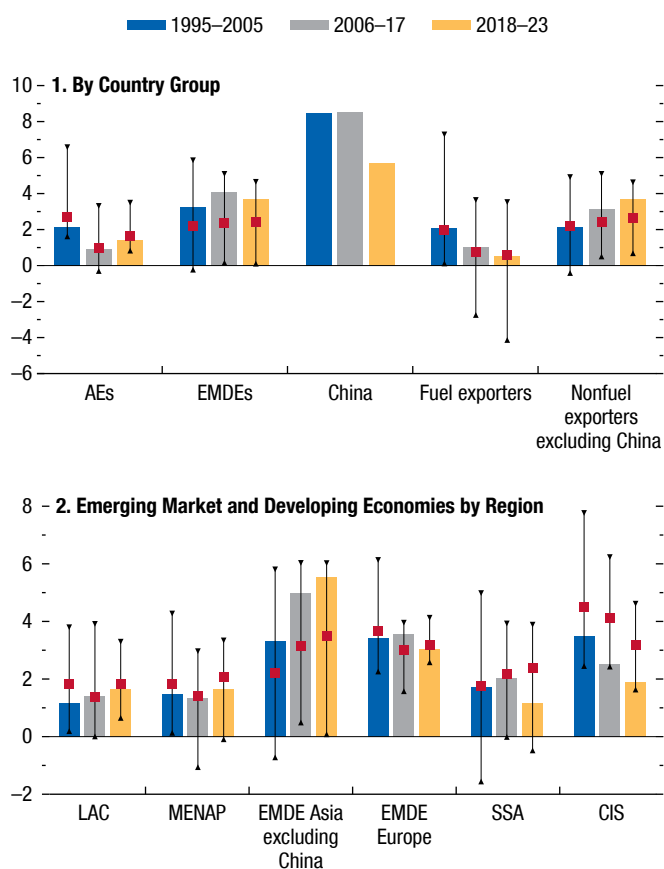 1995–2005 2006–17 2018–23
1. By Country Group
10
8
6
4
2
0
–2
–4
–6
AEs EMDEs China Fuel exporters Nonfuel
exporters
excluding China
2. Emerging Market and Developing Economies by Region
8
6
4
2
0
–2
LAC MENAP EMDE Asia EMDE SSA CIS
excluding Europe
China